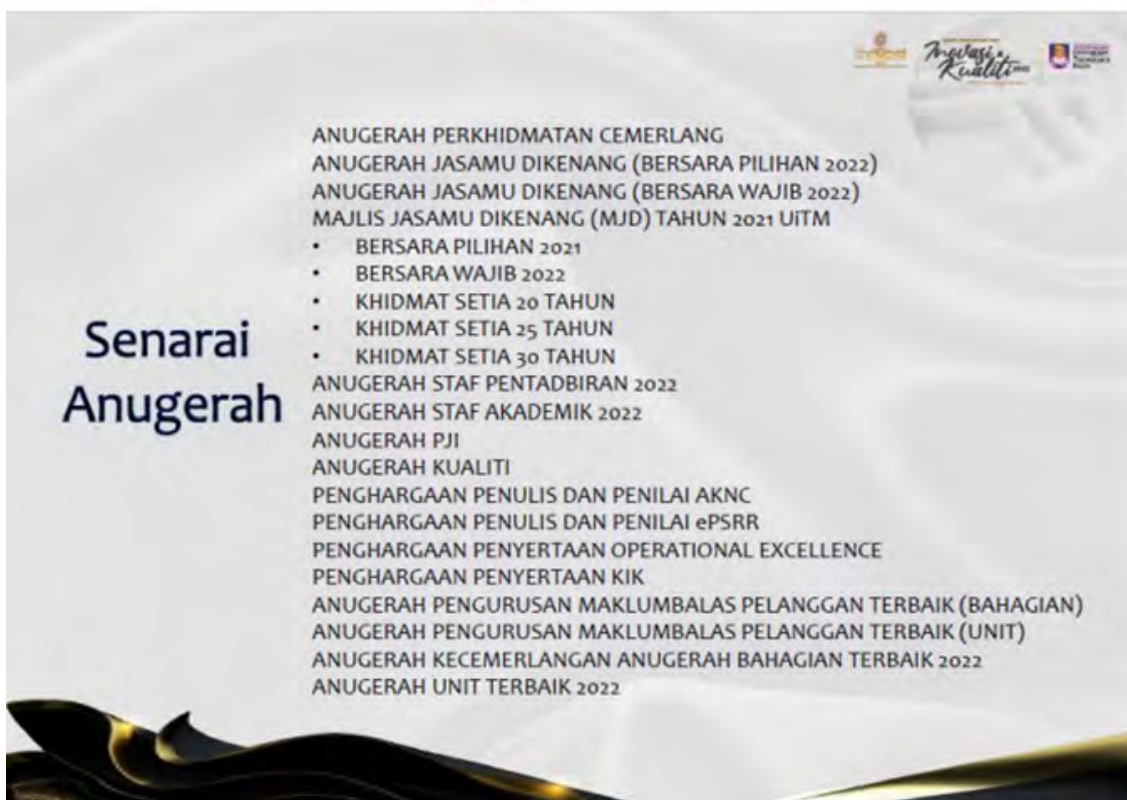 Inovasi &
Kualiti
Senarai
Anugerah
ANUGERAH PERKHIDMATAN CEMERLANG
ANUGERAH JASAMU DIKENANG (BERSARA PILIHAN 2022)
ANUGERAH JASAMU DIKENANG (BERSARA WAJIB 2022)
MAJLIS JASAMU DIKENANG (MJD) TAHUN 2021 UiTM
• BERSARA PILIHAN 2021
• BERSARA WAJIB 2022
• KHIDMAT SETIA 20 TAHUN
• KHIDMAT SETIA 25 TAHUN
• KHIDMAT SETIA 30 TAHUN
ANUGERAH STAF PENTADBIRAN 2022
ANUGERAH STAF AKADEMIK 2022
ANUGERAH PJI
ANUGERAH KUALITI
PENGHARGAAN PENULIS DAN PENILAI AKNC
PENGHARGAAN PENULIS DAN PENILAI ePSRR
PENGHARGAAN PENYERTAAN OPERATIONAL EXCELLENCE
PENGHARGAAN PENYERTAAN KIK
ANUGERAH PENGURUSAN MAKLUMBALAS PELANGGAN TERBAIK (BAHAGIAN)
ANUGERAH PENGURUSAN MAKLUMBALAS PELANGGAN TERBAIK (UNIT)
ANUGERAH KECEMERLANGAN ANUGERAH BAHAGIAN TERBAIK 2022
ANUGERAH UNIT TERBAIK 2022